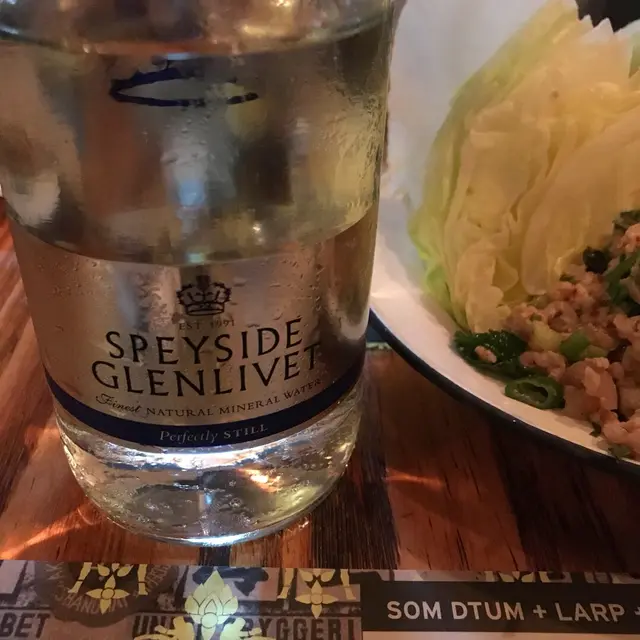 EST 1991
SPEYSIDE
GLENLIVET
Finest NATURAL MINERAL WATER
Perfectly STILL
SOM DTUM + LARP +